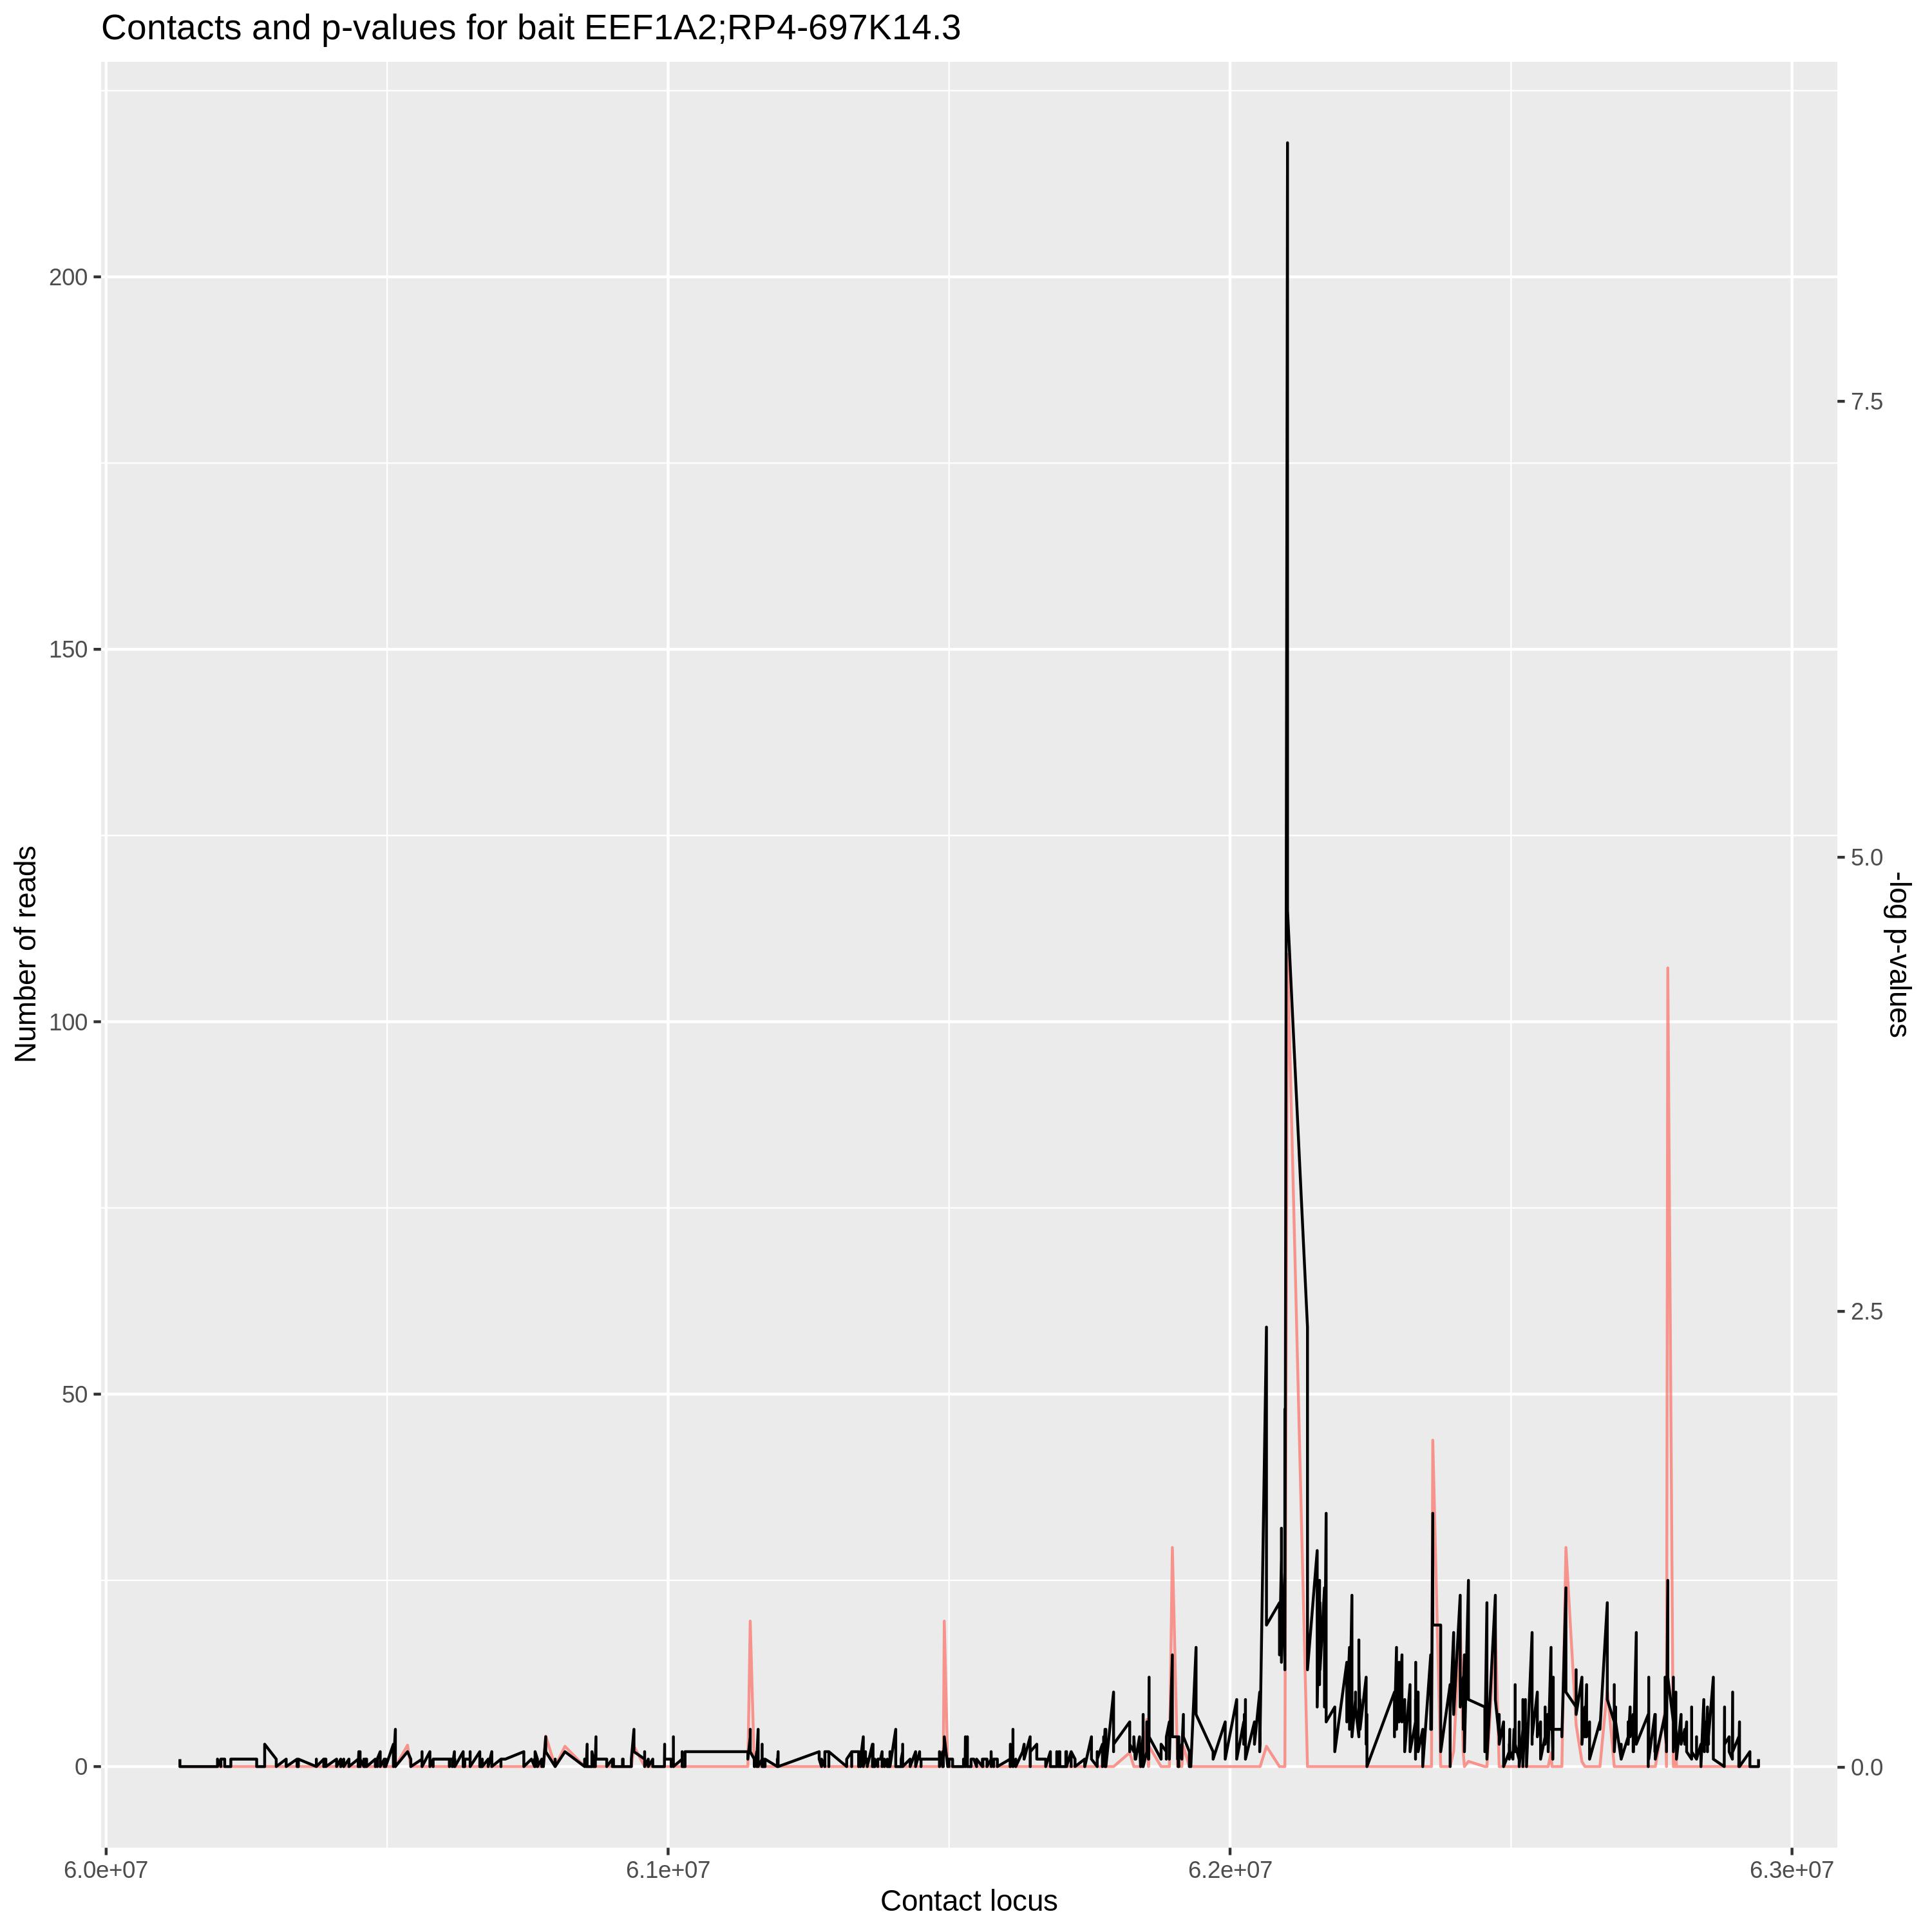 Contacts and p-values for bait EEF1A2;RP4-697K14.3
200
150
100
50
0
Number of reads
7.5
5.0
2.5
0.0
-log p-values
6.0e+07
6.1e+07
6.2e+07
6.3e+07
Contact locus